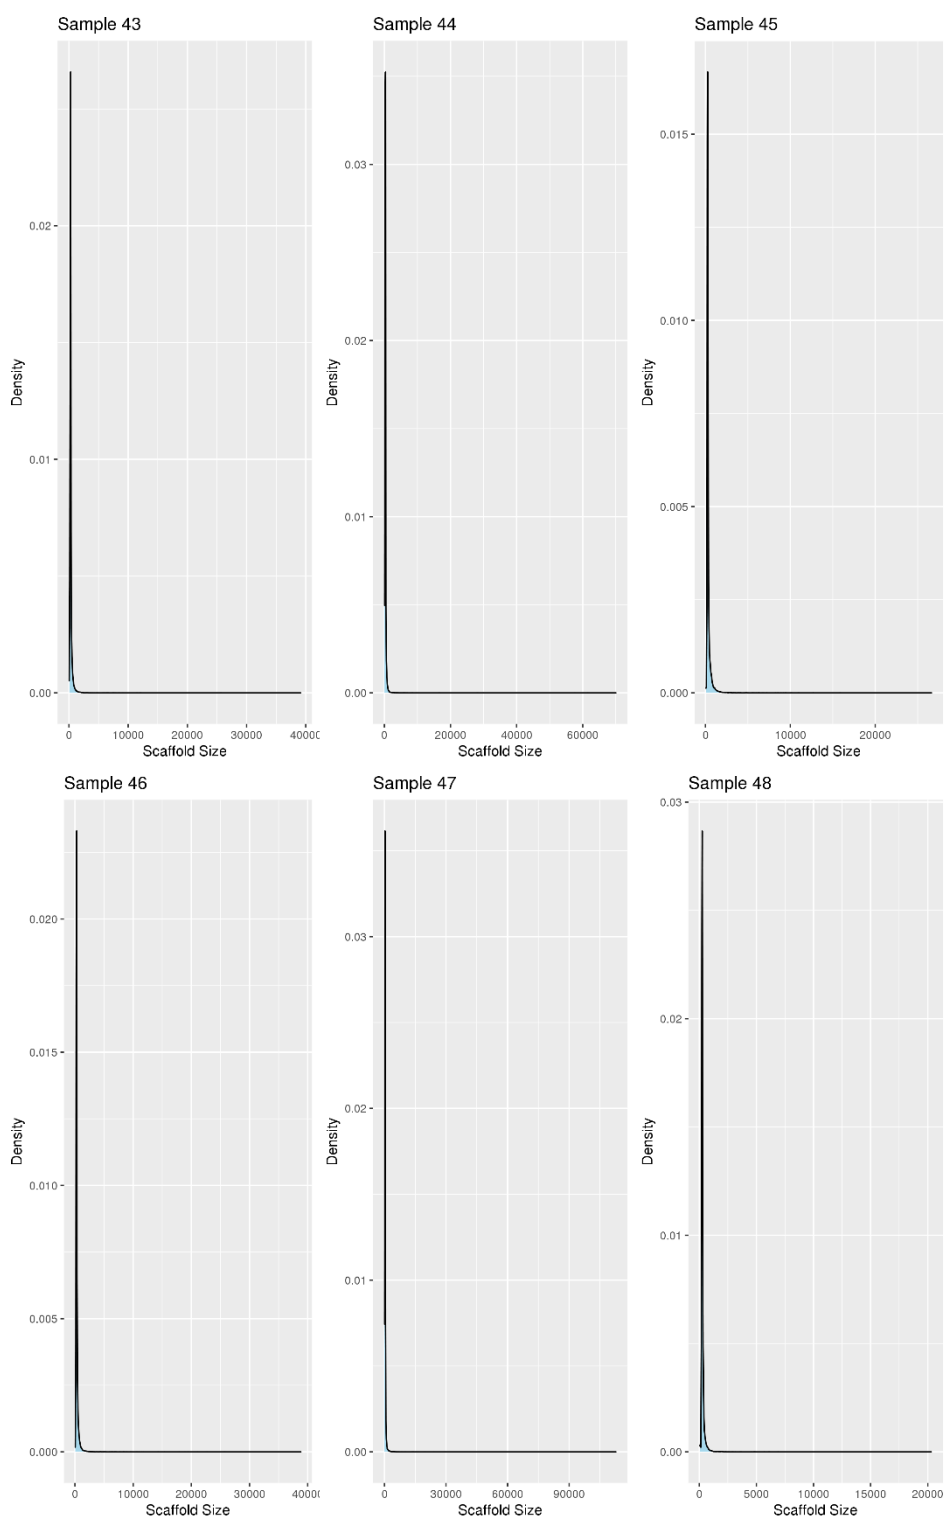 Sample 43
Sample 44
Sample 45
0.02
0.01
0.00
Density
0 10000 20000 30000 4000
Scaffold Size
0.03
0.02
0.01
0.00
Density
0 20000 40000 60000
Scaffold Size
0.015
0.010
0.005
0.000
Density
0 10000 20000
Scaffold Size
Sample 46
Sample 47
Sample 48
0.020
0.015
0.010
0.005
0.000
Density
0 10000 20000 30000 4000
Scaffold Size
0.03
0.02
0.01
0.00
Density
0 30000 60000 90000
Scaffold Size
0.03
0.02
0.01
0.00
Density
0 5000 10000 15000 20000
Scaffold Size